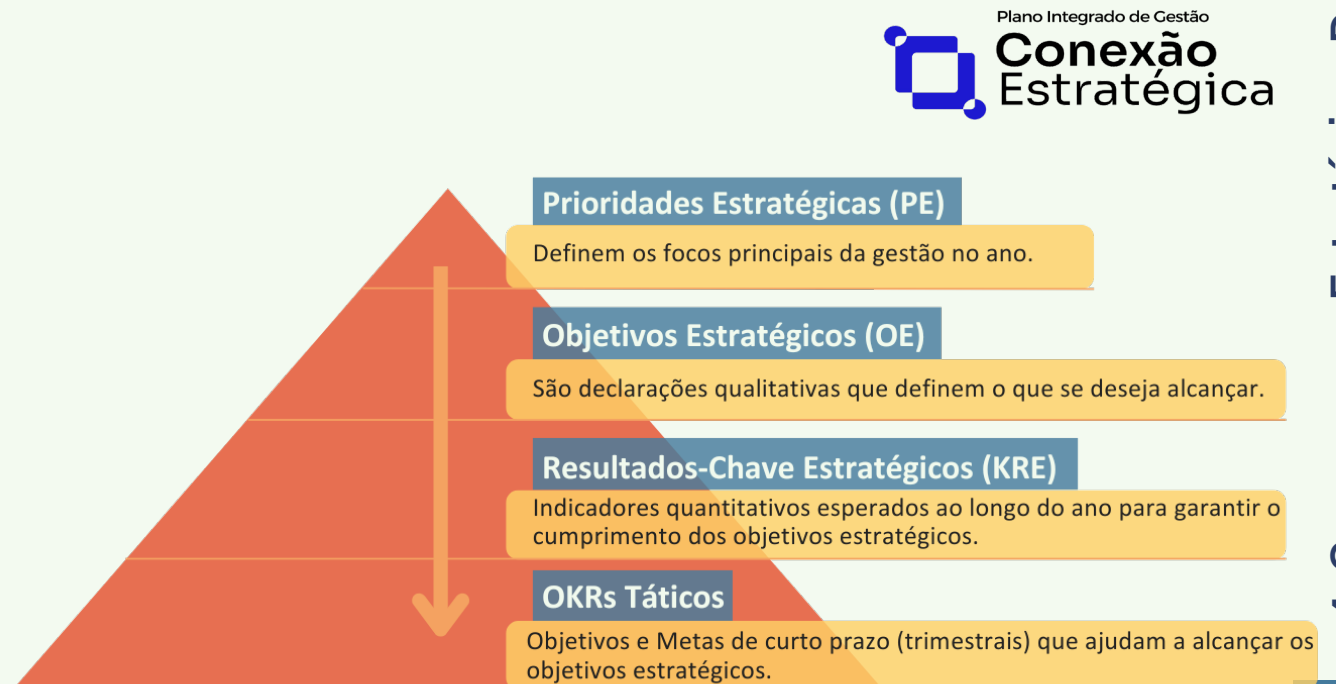 Plano Integrado de Gestão
Conexão
Estratégica
Prioridades Estratégicas (PE)
Definem os focos principais da gestão no ano.
Objetivos Estratégicos (OE)
São declarações qualitativas que definem o que se deseja alcançar.
Resultados-Chave Estratégicos (KRE)
Indicadores quantitativos esperados ao longo do ano para garantir o
cumprimento dos objetivos estratégicos.
OKRs Táticos
Objetivos e Metas de curto prazo (trimestrais) que ajudam a alcançar os
objetivos estratégicos.